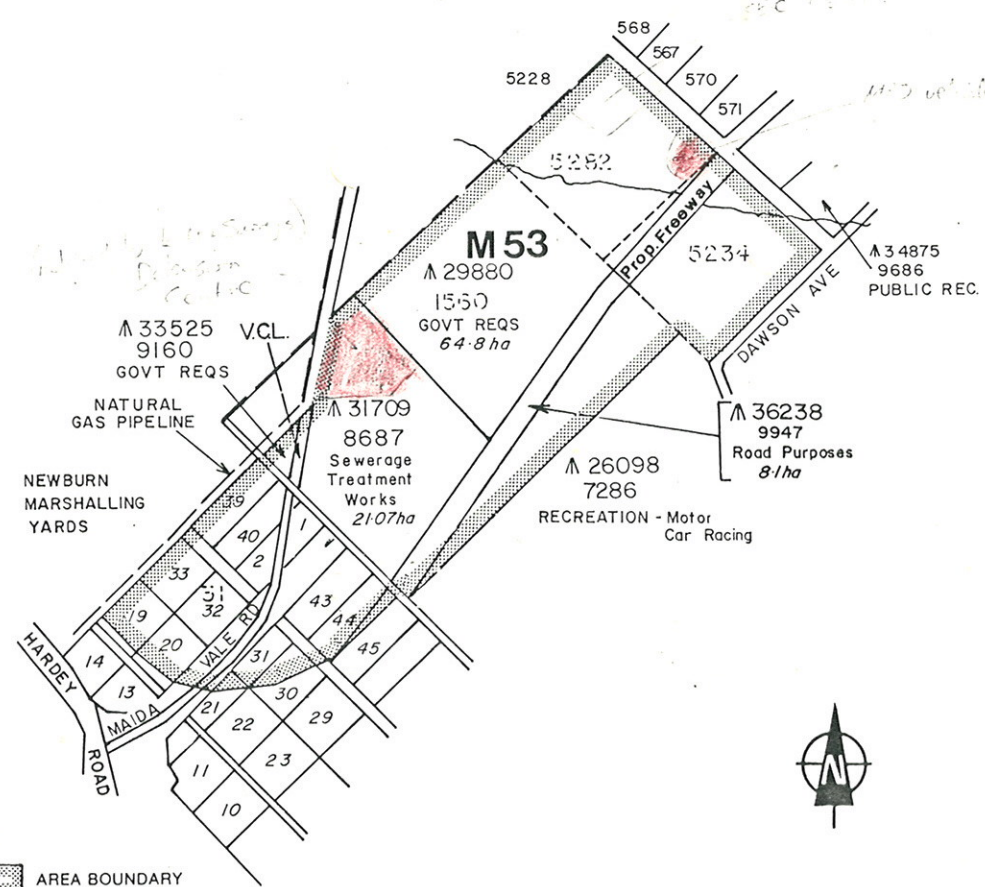 568
567
570
571
5228
5282
Prop. Freeway
5234
M 53
⩚ 29880
1560
GOVT REQS
64·8 ha
⩚ 34875
9686
PUBLIC REC.
DAWSON AVE
⩚ 33525
9160
GOVT REQS
V.C.L.
NATURAL
GAS PIPELINE
NEWBURN
MARSHALLING
YARDS
⩚ 31709
8687
Sewerage
Treatment
Works
21·07ha
⩚ 36238
9947
Road Purposes
8·1ha
⩚ 26098
7286
RECREATION - Motor
Car Racing
39
40
1
2
33
31
32
19
20
43
44
45
31
30
14
13
21
22
29
11
23
10
MAIDA VALE RD
HARDEY ROAD
N
AREA BOUNDARY